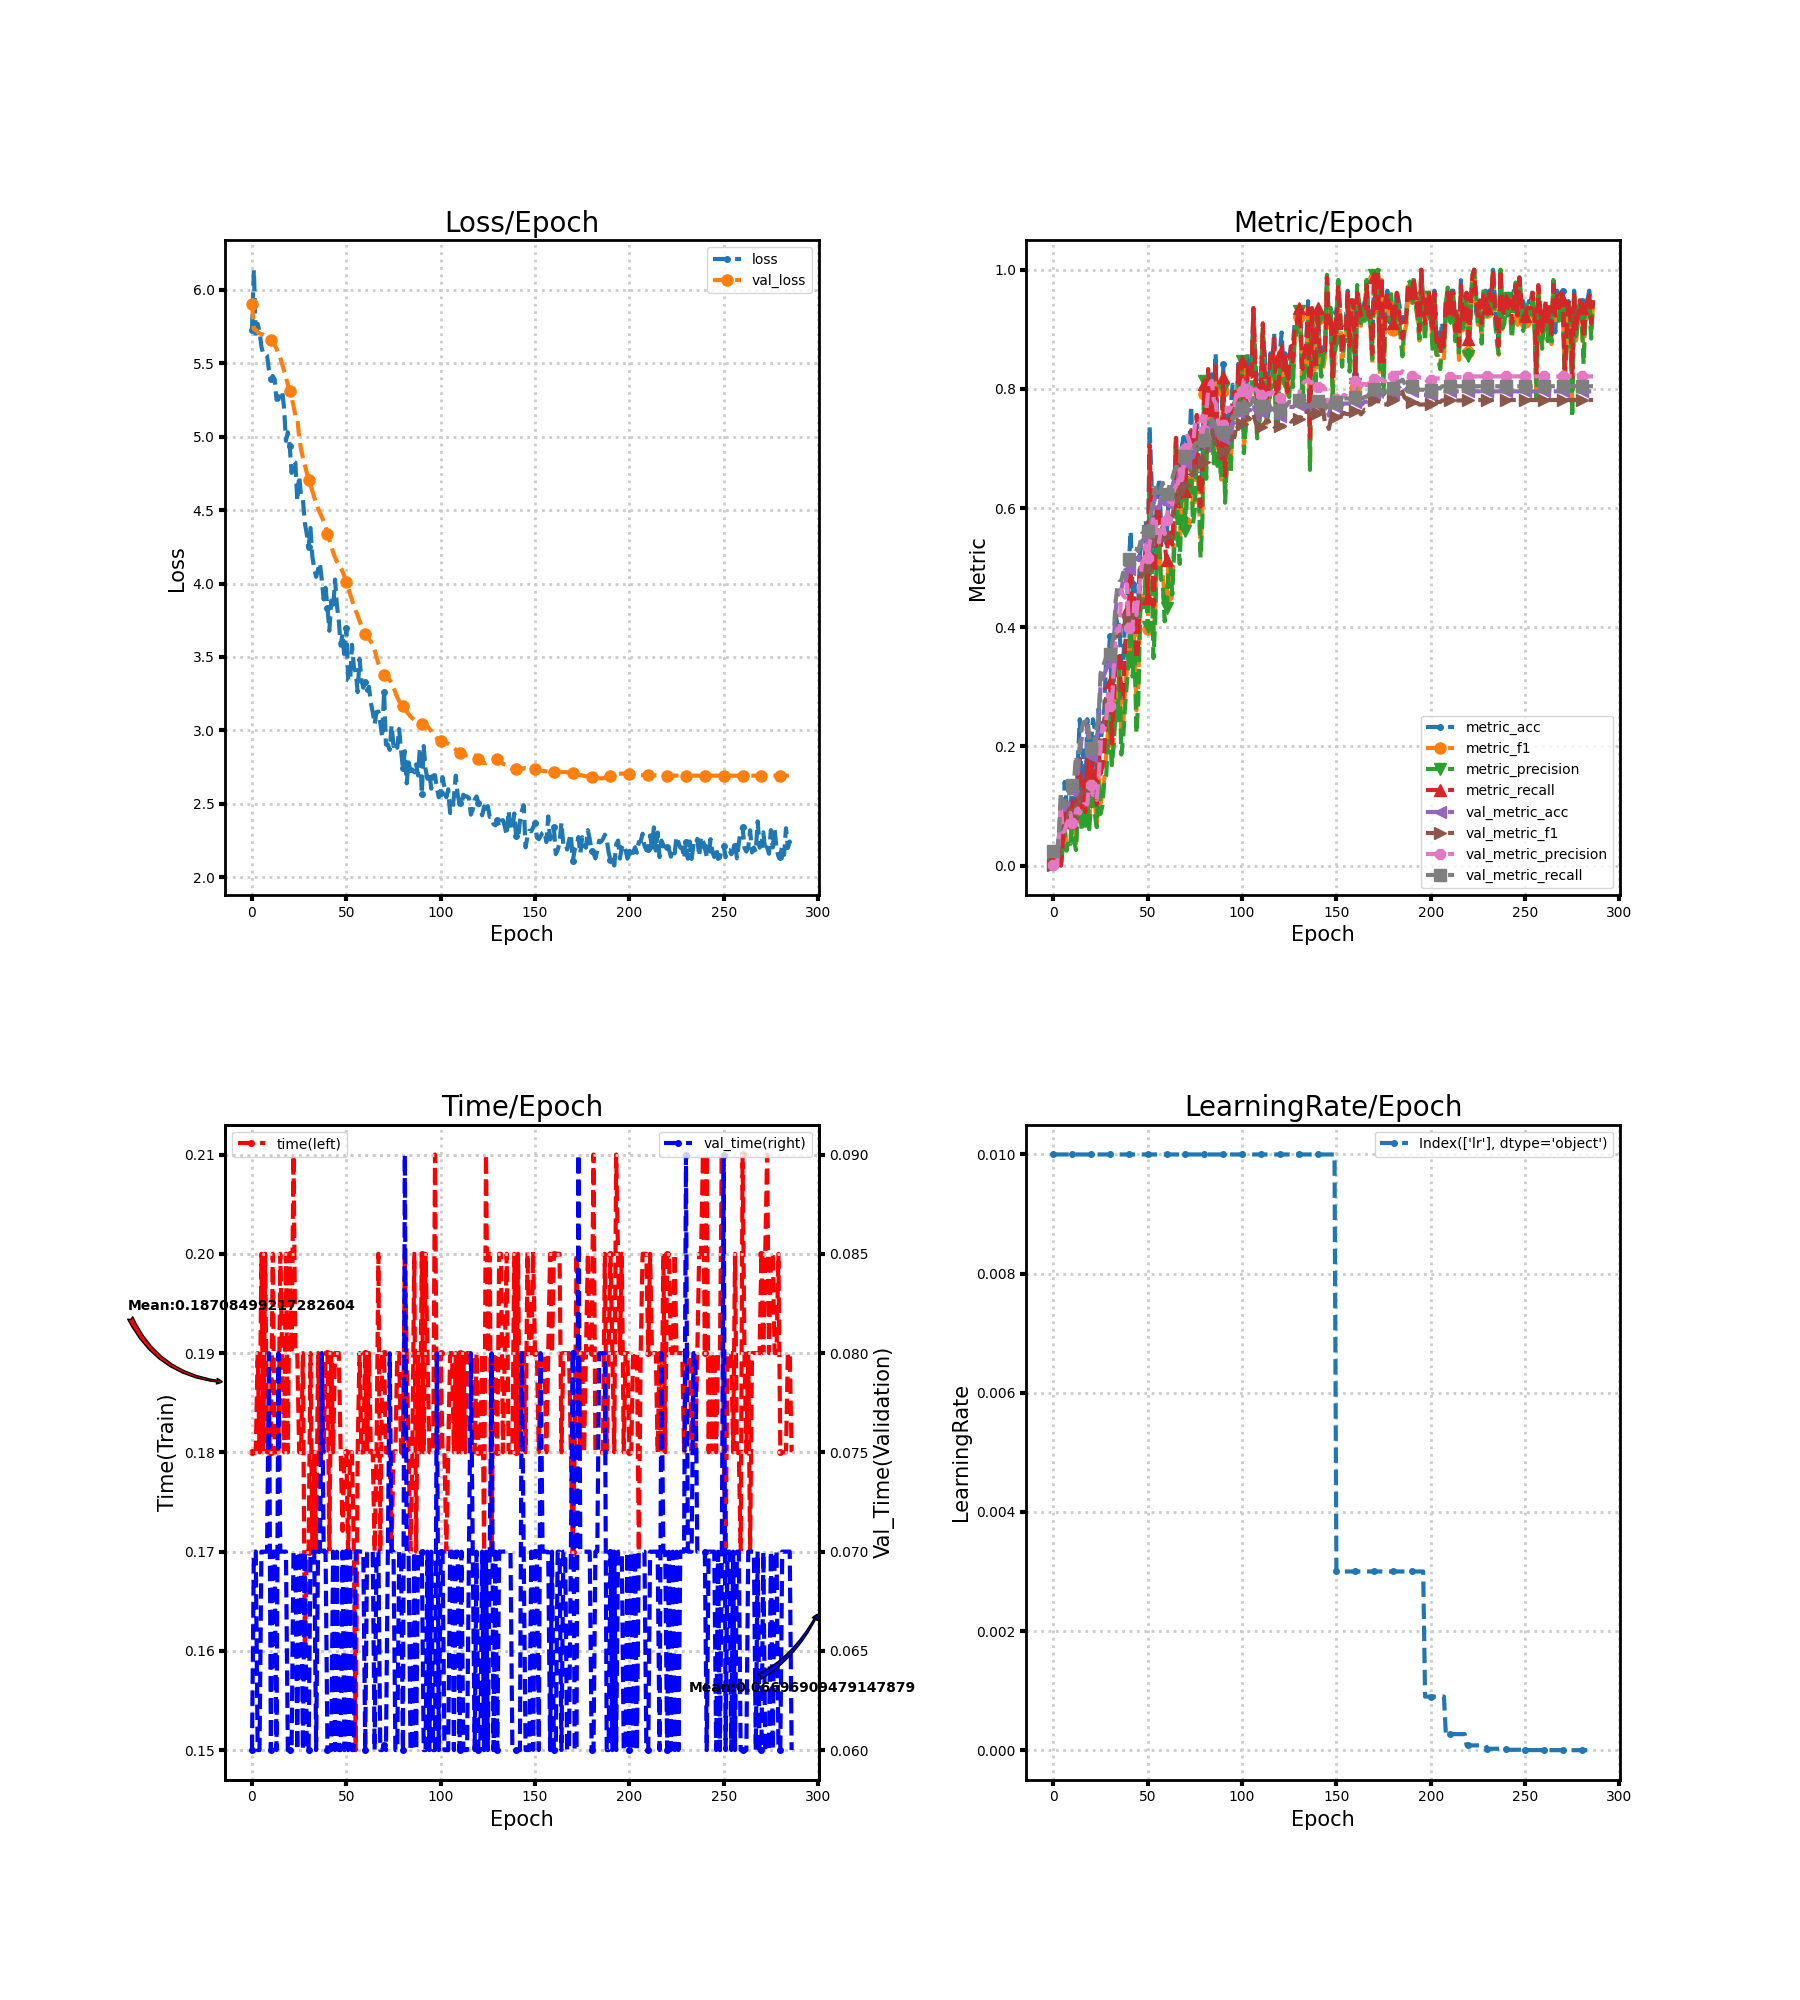 Loss/Epoch
loss
val_loss
6.0
5.5
5.0
4.5
4.0
3.5
3.0
2.5
2.0
Loss
0 50 100 150 200 250 300
Epoch
Metric/Epoch
1.0
0.8
0.6
0.4
0.2
0.0
Metric
metric_acc
metric_f1
metric_precision
metric_recall
val_metric_acc
val_metric_f1
val_metric_precision
val_metric_recall
0 50 100 150 200 250 300
Epoch
Time/Epoch
time(left)
val_time(right)
0.21
0.20
0.19
0.18
0.17
0.16
0.15
Time(Train)
Mean:0.18708499217282604
0.090
0.085
0.080
0.075
0.070
0.065
0.060
Val_Time(Validation)
Mean:0.06696909479147879
0 50 100 150 200 250 300
Epoch
LearningRate/Epoch
Index(['lr'], dtype='object')
0.010
0.008
0.006
0.004
0.002
0.000
LearningRate
0 50 100 150 200 250 300
Epoch